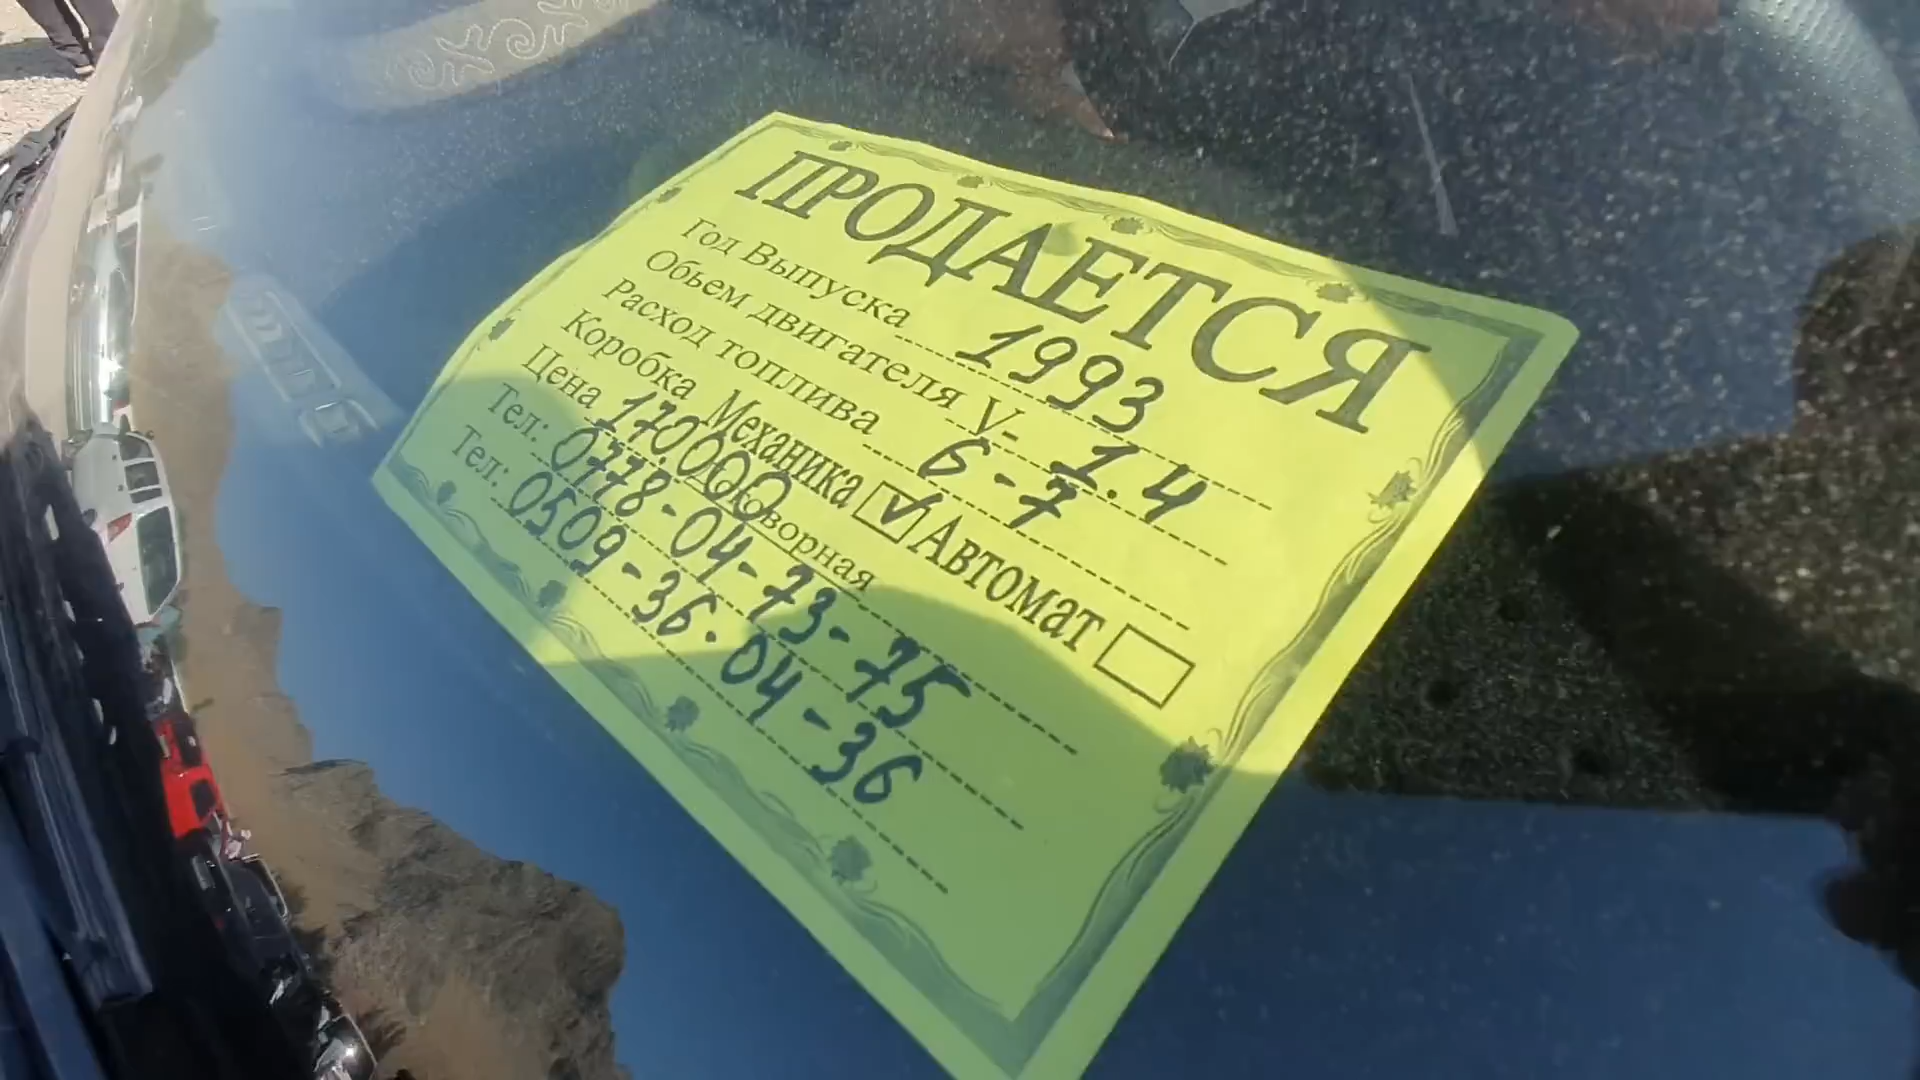 ПРОДАЕТСЯ
Год Выпуска 1993
Обьем двигателя V- 1.4
Расход топлива 6-7
Коробка Механика Автомат
Цена 170.000 договорная
Тел: 0778-04-73-75
Тел: 0509-36.04-36